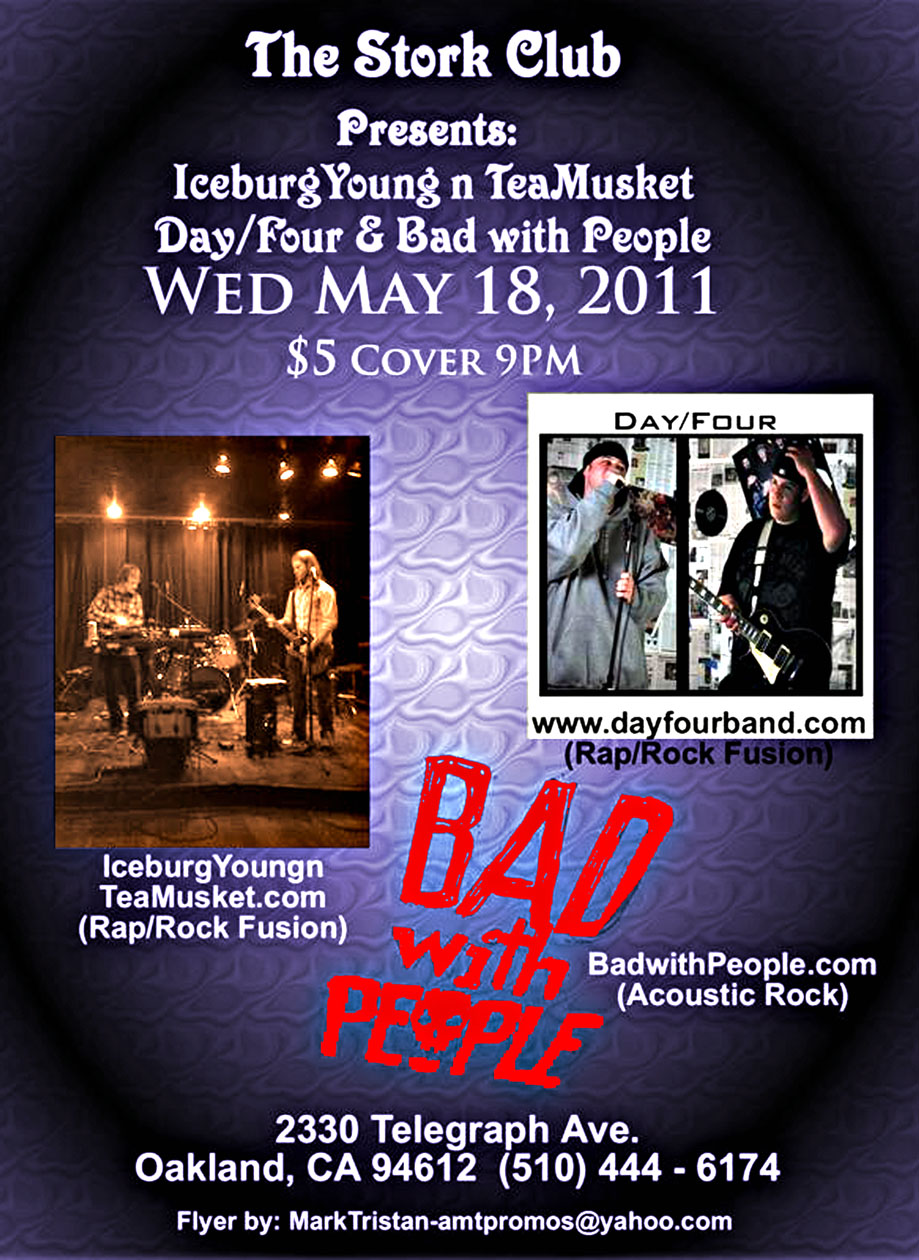 The Stork Club
Presents:
IceburgYoung n TeaMusket
Day/Four & Bad with People
Wed May 18, 2011
$5 Cover 9PM
Day/Four
www.dayfourband.com
(Rap/Rock Fusion)
IceburgYoungn
TeaMusket.com
(Rap/Rock Fusion)
BAD
with
PEOPLE
BadwithPeople.com
(Acoustic Rock)
2330 Telegraph Ave.
Oakland, CA 94612 (510) 444 - 6174
Flyer by: MarkTristan-amtpromos@yahoo.com